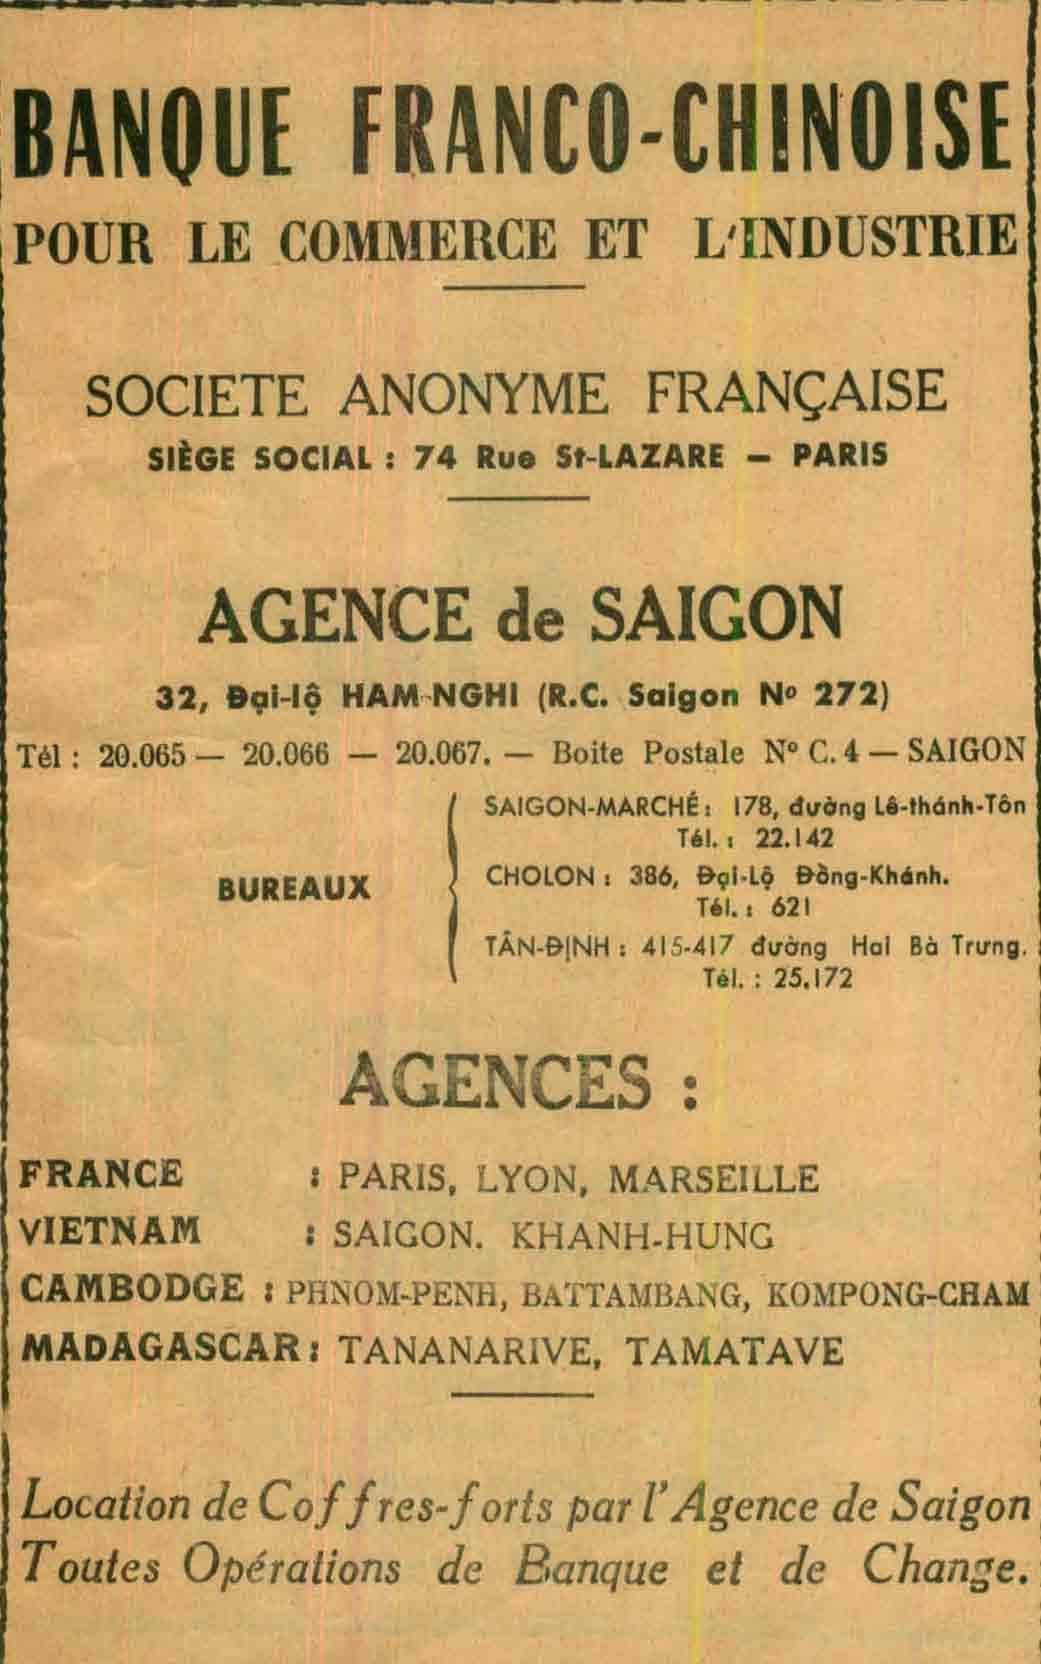 BANQUE FRANCO-CHINOISE
POUR LE COMMERCE ET L'INDUSTRIE
SOCIETE ANONYME FRANÇAISE
SIÈGE SOCIAL : 74 Rue St-LAZARE — PARIS
AGENCE de SAIGON
32, Đại-lộ HAM-NGHI (R.C. Saigon Nº 272)
Tél : 20.065 — 20.066 — 20.067. — Boite Postale Nº C. 4 — SAIGON
BUREAUX
SAIGON-MARCHÉ : 178, đường Lê-thánh-Tôn
Tél. : 22.142
CHOLON : 386, Đại-Lộ Đồng-Khánh.
Tél. : 621
TÂN-ĐỊNH : 415-417 đường Hai Bà Trưng.
Tél. : 25.172
AGENCES :
FRANCE : PARIS, LYON, MARSEILLE
VIETNAM : SAIGON. KHANH-HUNG
CAMBODGE : PHNOM-PENH, BATTAMBANG, KOMPONG-CHAM
MADAGASCAR : TANANARIVE, TAMATAVE
Location de Coffres-forts par l'Agence de Saigon
Toutes Opérations de Banque et de Change.